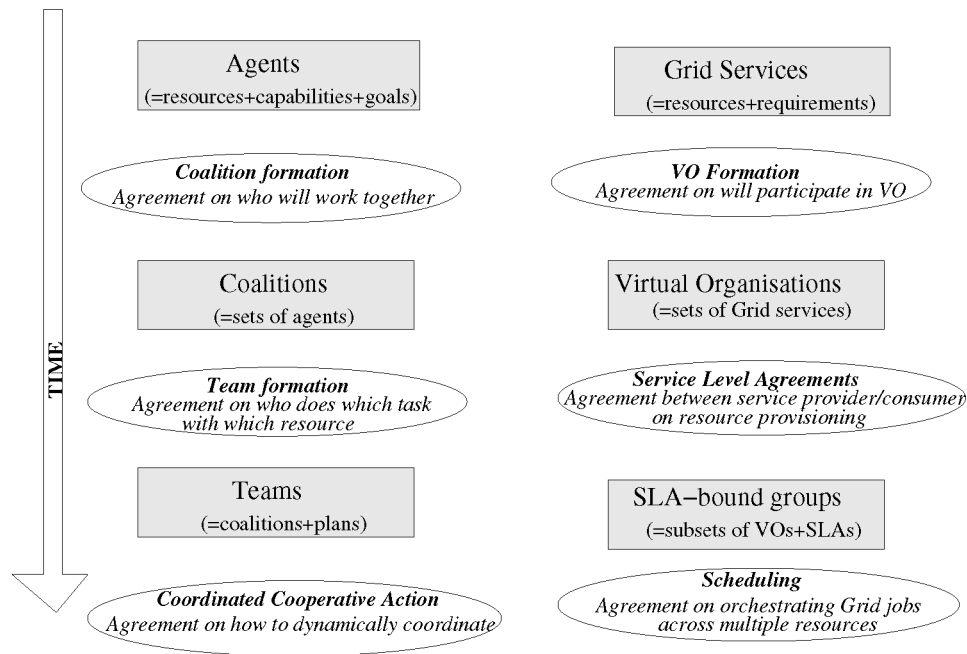 Agents
(=resources+capabilities+goals)
Coalition formation
Agreement on who will work together
Coalitions
(=sets of agents)
Team formation
Agreement on who does which task
with which resource
Teams
(=coalitions+plans)
Coordinated Cooperative Action
Agreement on how to dynamically coordinate
Grid Services
(=resources+requirements)
VO Formation
Agreement on will participate in VO
Virtual Organisations
(=sets of Grid services)
Service Level Agreements
Agreement between service provider/consumer
on resource provisioning
SLA−bound groups
(=subsets of VOs+SLAs)
Scheduling
Agreement on orchestrating Grid jobs
across multiple resources
TIME